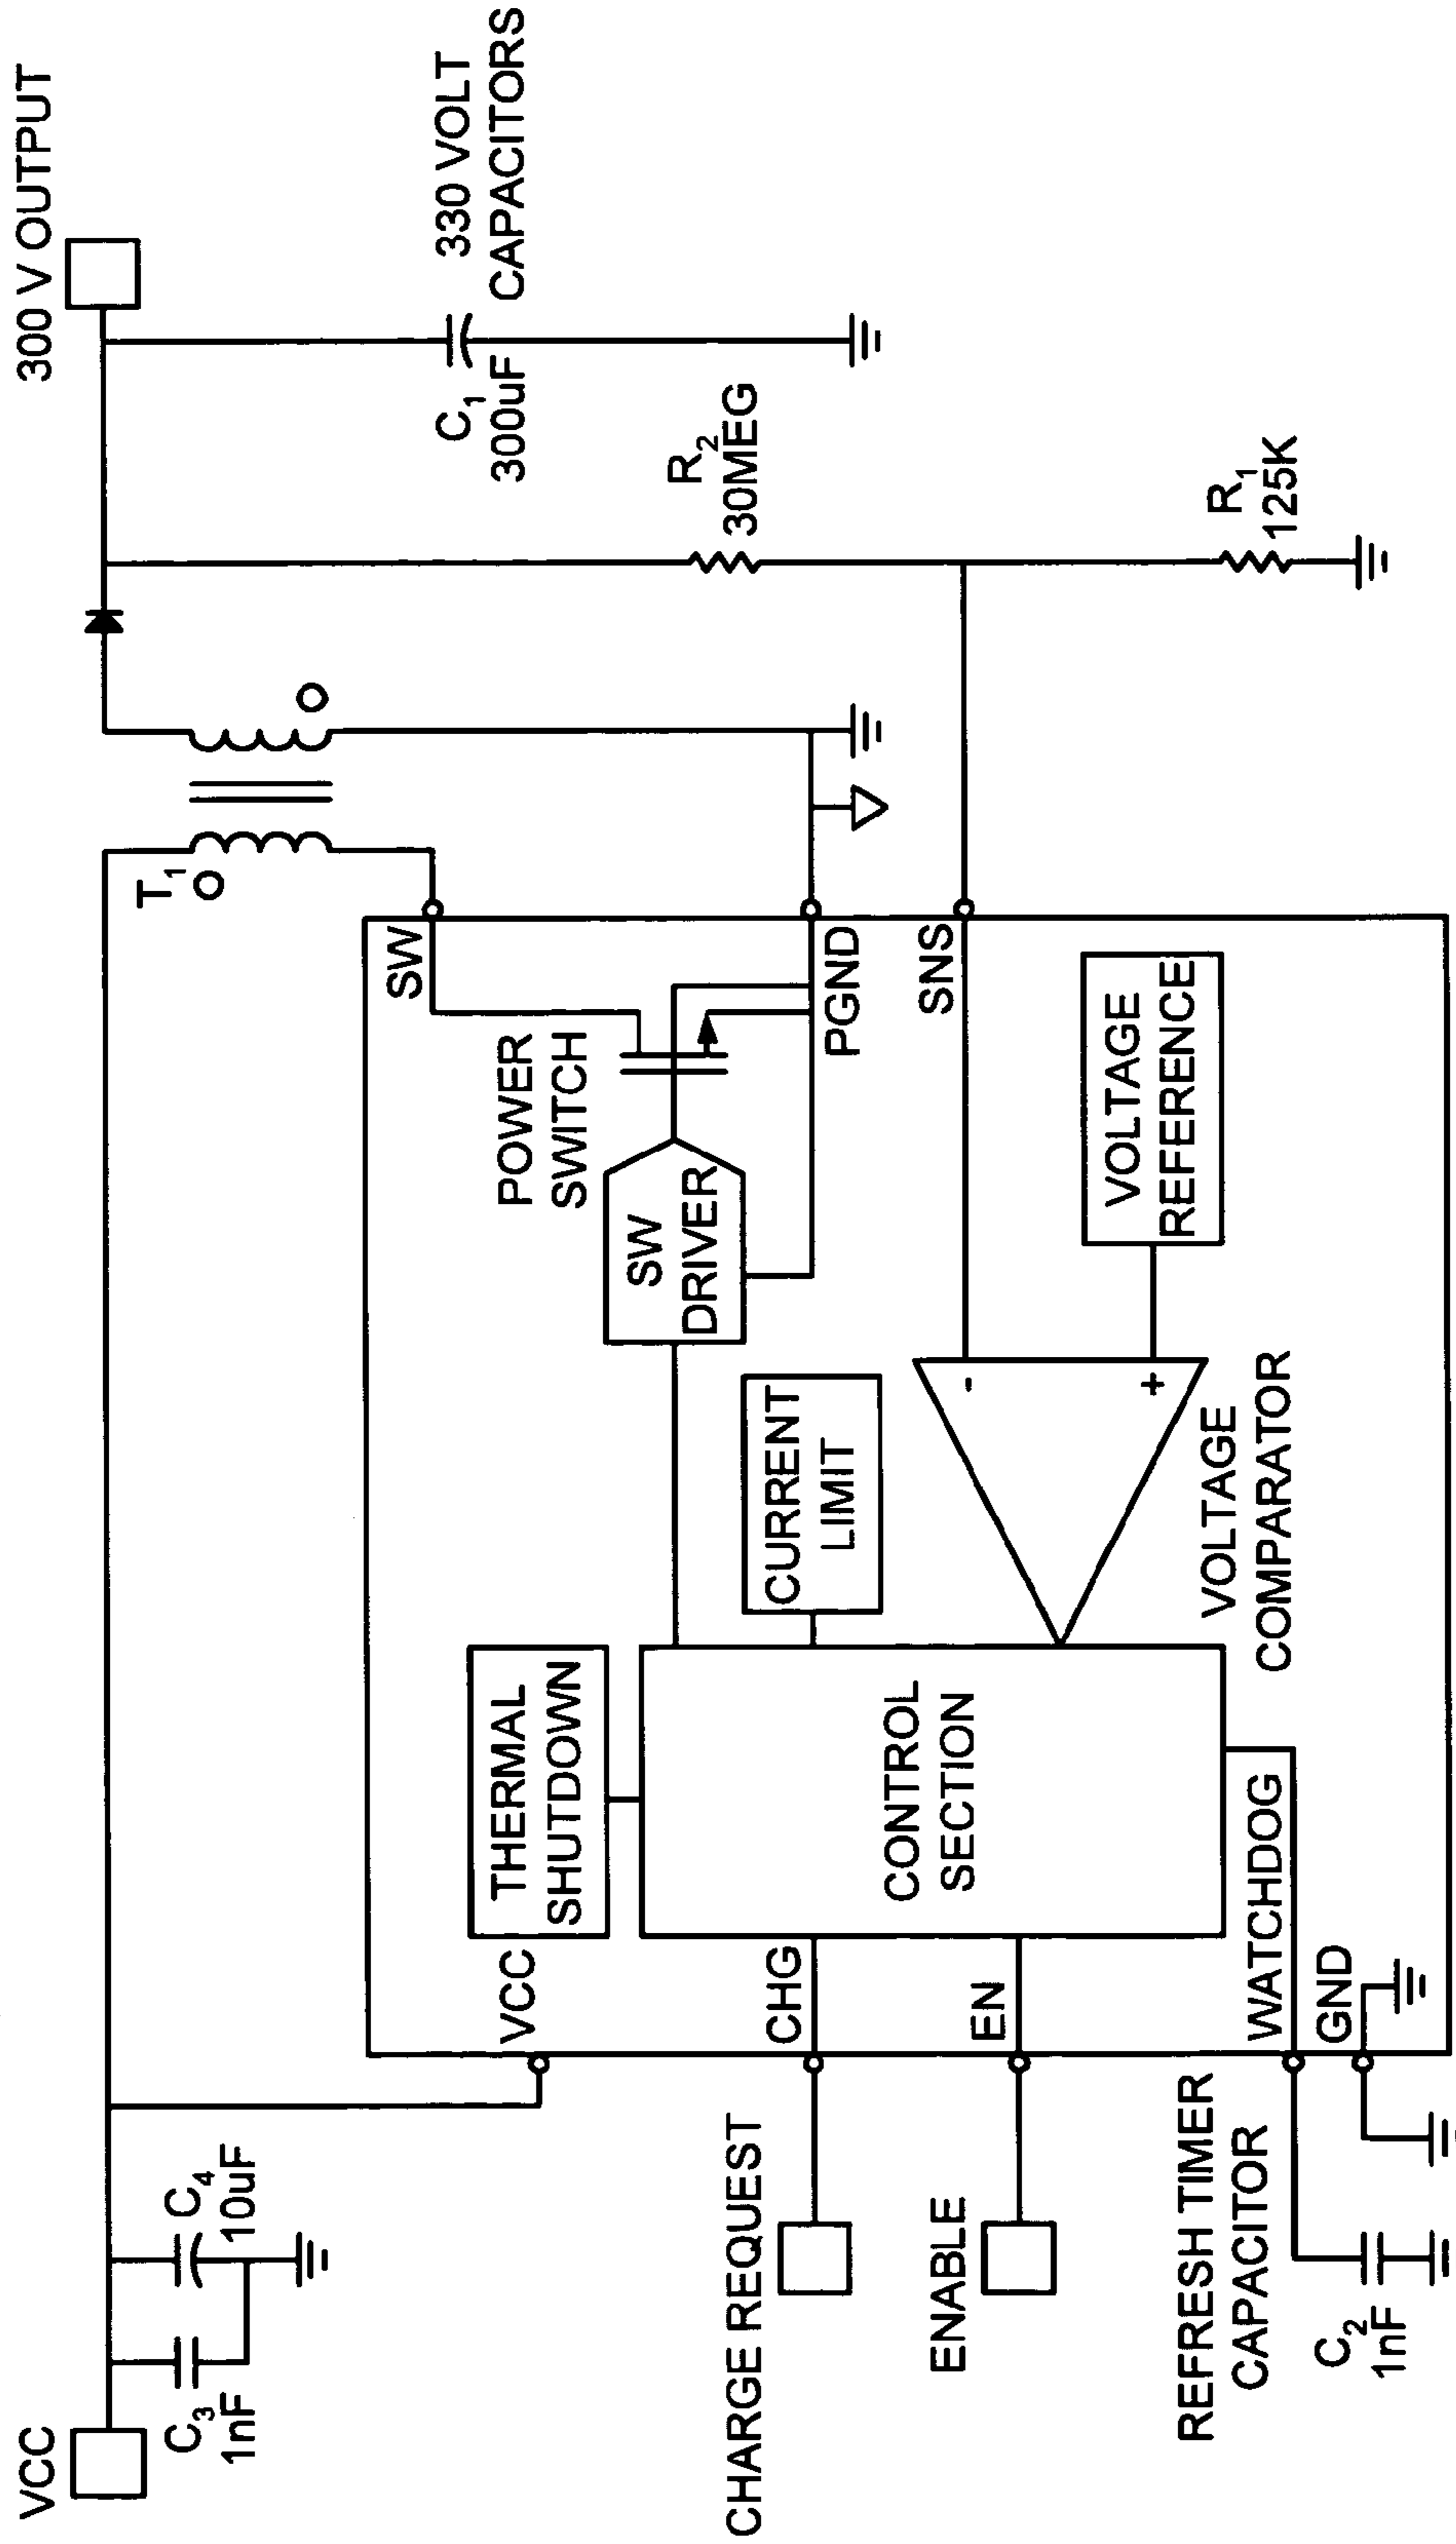 VCC
C3
1nF
C4
10uF
T1
300 V OUTPUT
C1
300uF
330 VOLT
CAPACITORS
R2
30MEG
R1
125K
CHARGE REQUEST
ENABLE
REFRESH TIMER
CAPACITOR
C2
1nF
VCC
CHG
EN
WATCHDOG
GND
THERMAL
SHUTDOWN
CONTROL
SECTION
CURRENT
LIMIT
SW
DRIVER
POWER
SWITCH
SW
PGND
SNS
-
+
VOLTAGE
COMPARATOR
VOLTAGE
REFERENCE